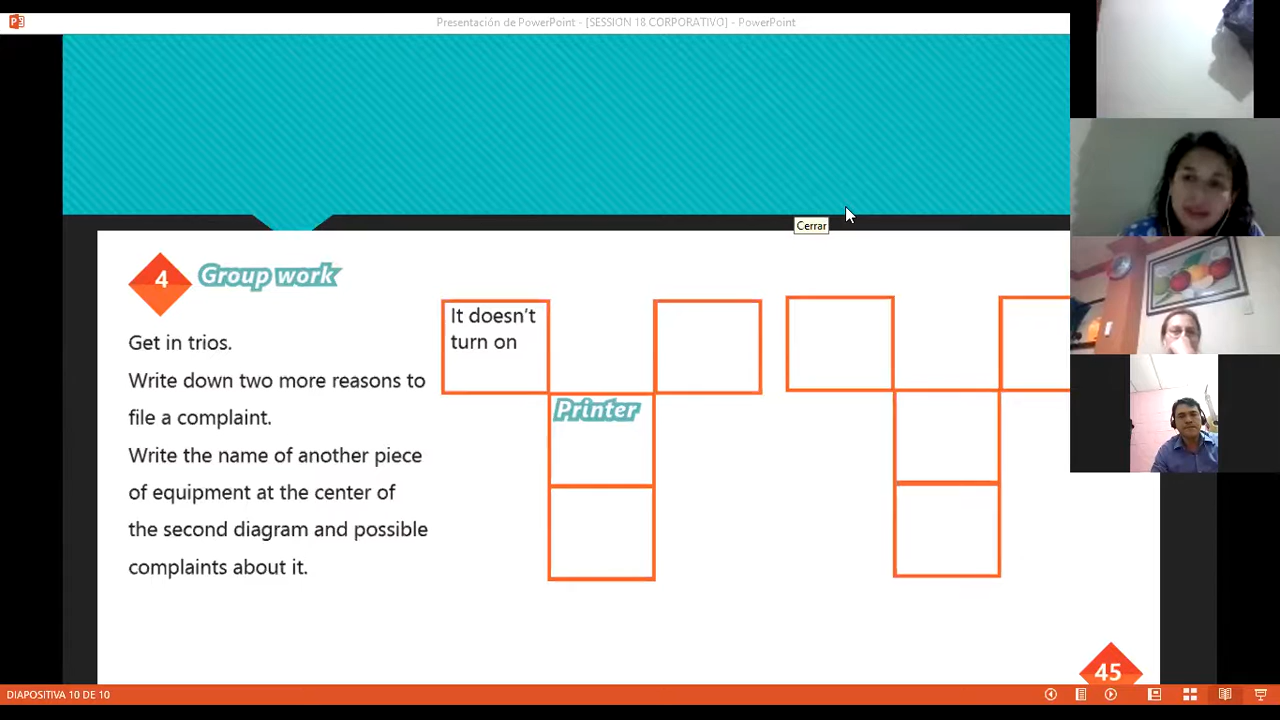 Presentación de PowerPoint - [SESSION 18 CORPORATIVO] - PowerPoint
Cerrar
4
Group work
Get in trios.
Write down two more reasons to
file a complaint.
Write the name of another piece
of equipment at the center of
the second diagram and possible
complaints about it.
It doesn't
turn on
Printer
45
DIAPOSITIVA 10 DE 10